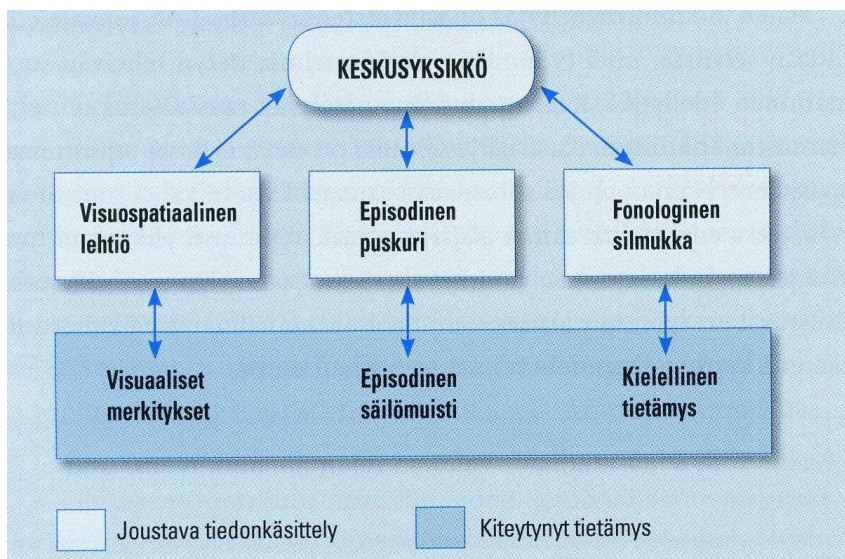 KESKUSYKSIKKÖ
Visuospatiaalinen
lehtiö
Episodinen
puskuri
Fonologinen
silmukka
Visuaaliset
merkitykset
Episodinen
säilömuisti
Kielellinen
tietämys
Joustava tiedonkäsittely
Kiteytynyt tietämys